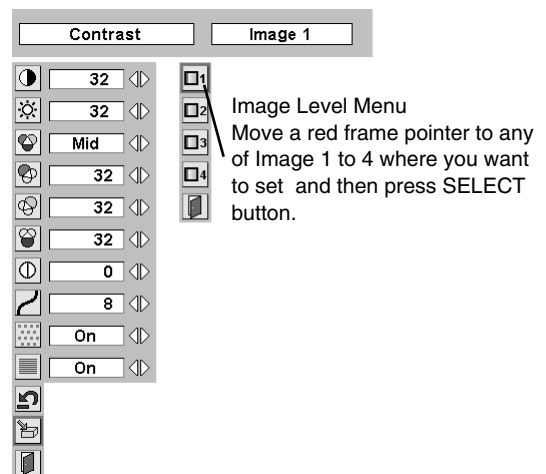 Contrast Image 1
32
32
Mid
32
32
32
0
8
On
On
1
2
3
4
Image Level Menu
Move a red frame pointer to any
of Image 1 to 4 where you want
to set and then press SELECT
button.